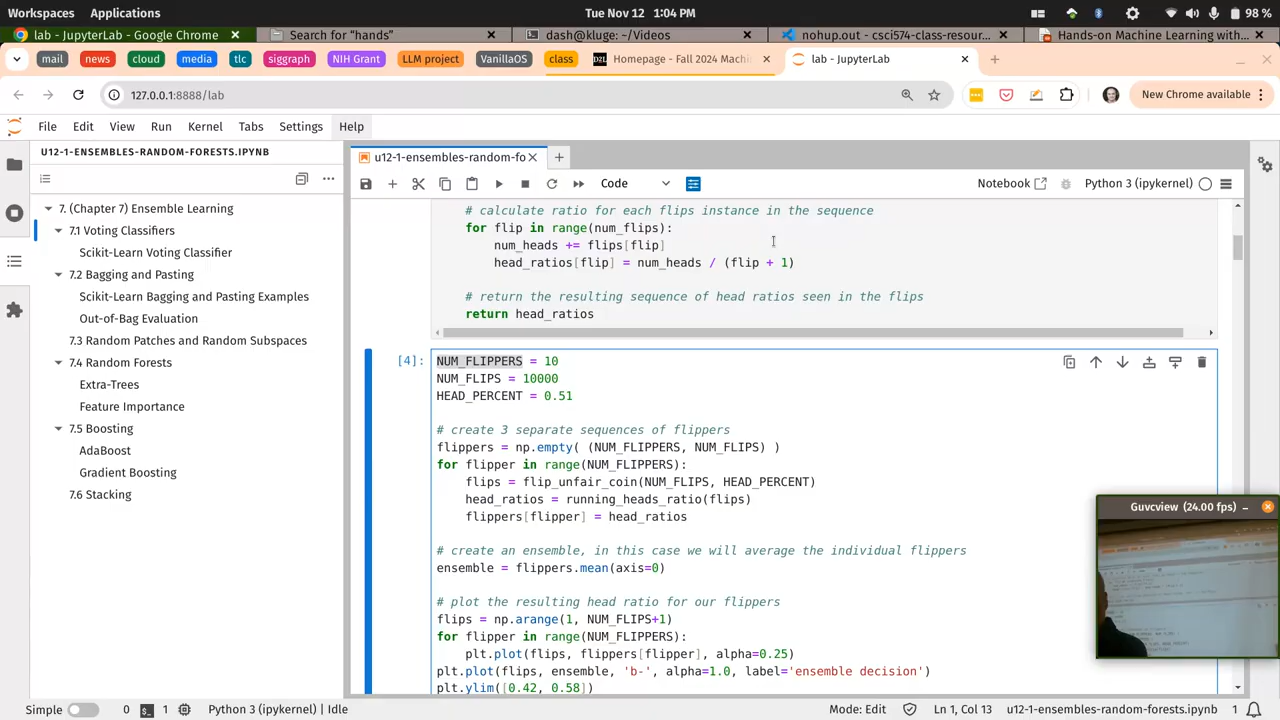 Workspaces Applications Tue Nov 12 1:04 PM 98 %
lab - JupyterLab - Google Chrome Search for “hands” dash@kluge: ~/Videos nohup.out - csci574-class-resour... Hands-on Machine Learning with...
mail news cloud media tlc siggraph NIH Grant LLM project VanillaOS class Homepage - Fall 2024 Machi lab - JupyterLab
127.0.0.1:8888/lab New Chrome available
File Edit View Run Kernel Tabs Settings Help
U12-1-ENSEMBLES-RANDOM-FORESTS.IPYNB
u12-1-ensembles-random-fo
Code Notebook Python 3 (ipykernel)
7. (Chapter 7) Ensemble Learning
7.1 Voting Classifiers
Scikit-Learn Voting Classifier
7.2 Bagging and Pasting
Scikit-Learn Bagging and Pasting Examples
Out-of-Bag Evaluation
7.3 Random Patches and Random Subspaces
7.4 Random Forests
Extra-Trees
Feature Importance
7.5 Boosting
AdaBoost
Gradient Boosting
7.6 Stacking
# calculate ratio for each flips instance in the sequence
for flip in range(num_flips):
num_heads += flips[flip]
head_ratios[flip] = num_heads / (flip + 1)
# return the resulting sequence of head ratios seen in the flips
return head_ratios
[4]: NUM_FLIPPERS = 10
NUM_FLIPS = 10000
HEAD_PERCENT = 0.51
# create 3 separate sequences of flippers
flippers = np.empty( (NUM_FLIPPERS, NUM_FLIPS) )
for flipper in range(NUM_FLIPPERS):
flips = flip_unfair_coin(NUM_FLIPS, HEAD_PERCENT)
head_ratios = running_heads_ratio(flips)
flippers[flipper] = head_ratios
# create an ensemble, in this case we will average the individual flippers
ensemble = flippers.mean(axis=0)
# plot the resulting head ratio for our flippers
flips = np.arange(1, NUM_FLIPS+1)
for flipper in range(NUM_FLIPPERS):
plt.plot(flips, flippers[flipper], alpha=0.25)
plt.plot(flips, ensemble, 'b-', alpha=1.0, label='ensemble decision')
plt.ylim([0.42, 0.58])
Guvcview (24.00 fps)
Simple 0 1 Python 3 (ipykernel) | Idle Mode: Edit Ln 1, Col 13 u12-1-ensembles-random-forests.ipynb 1